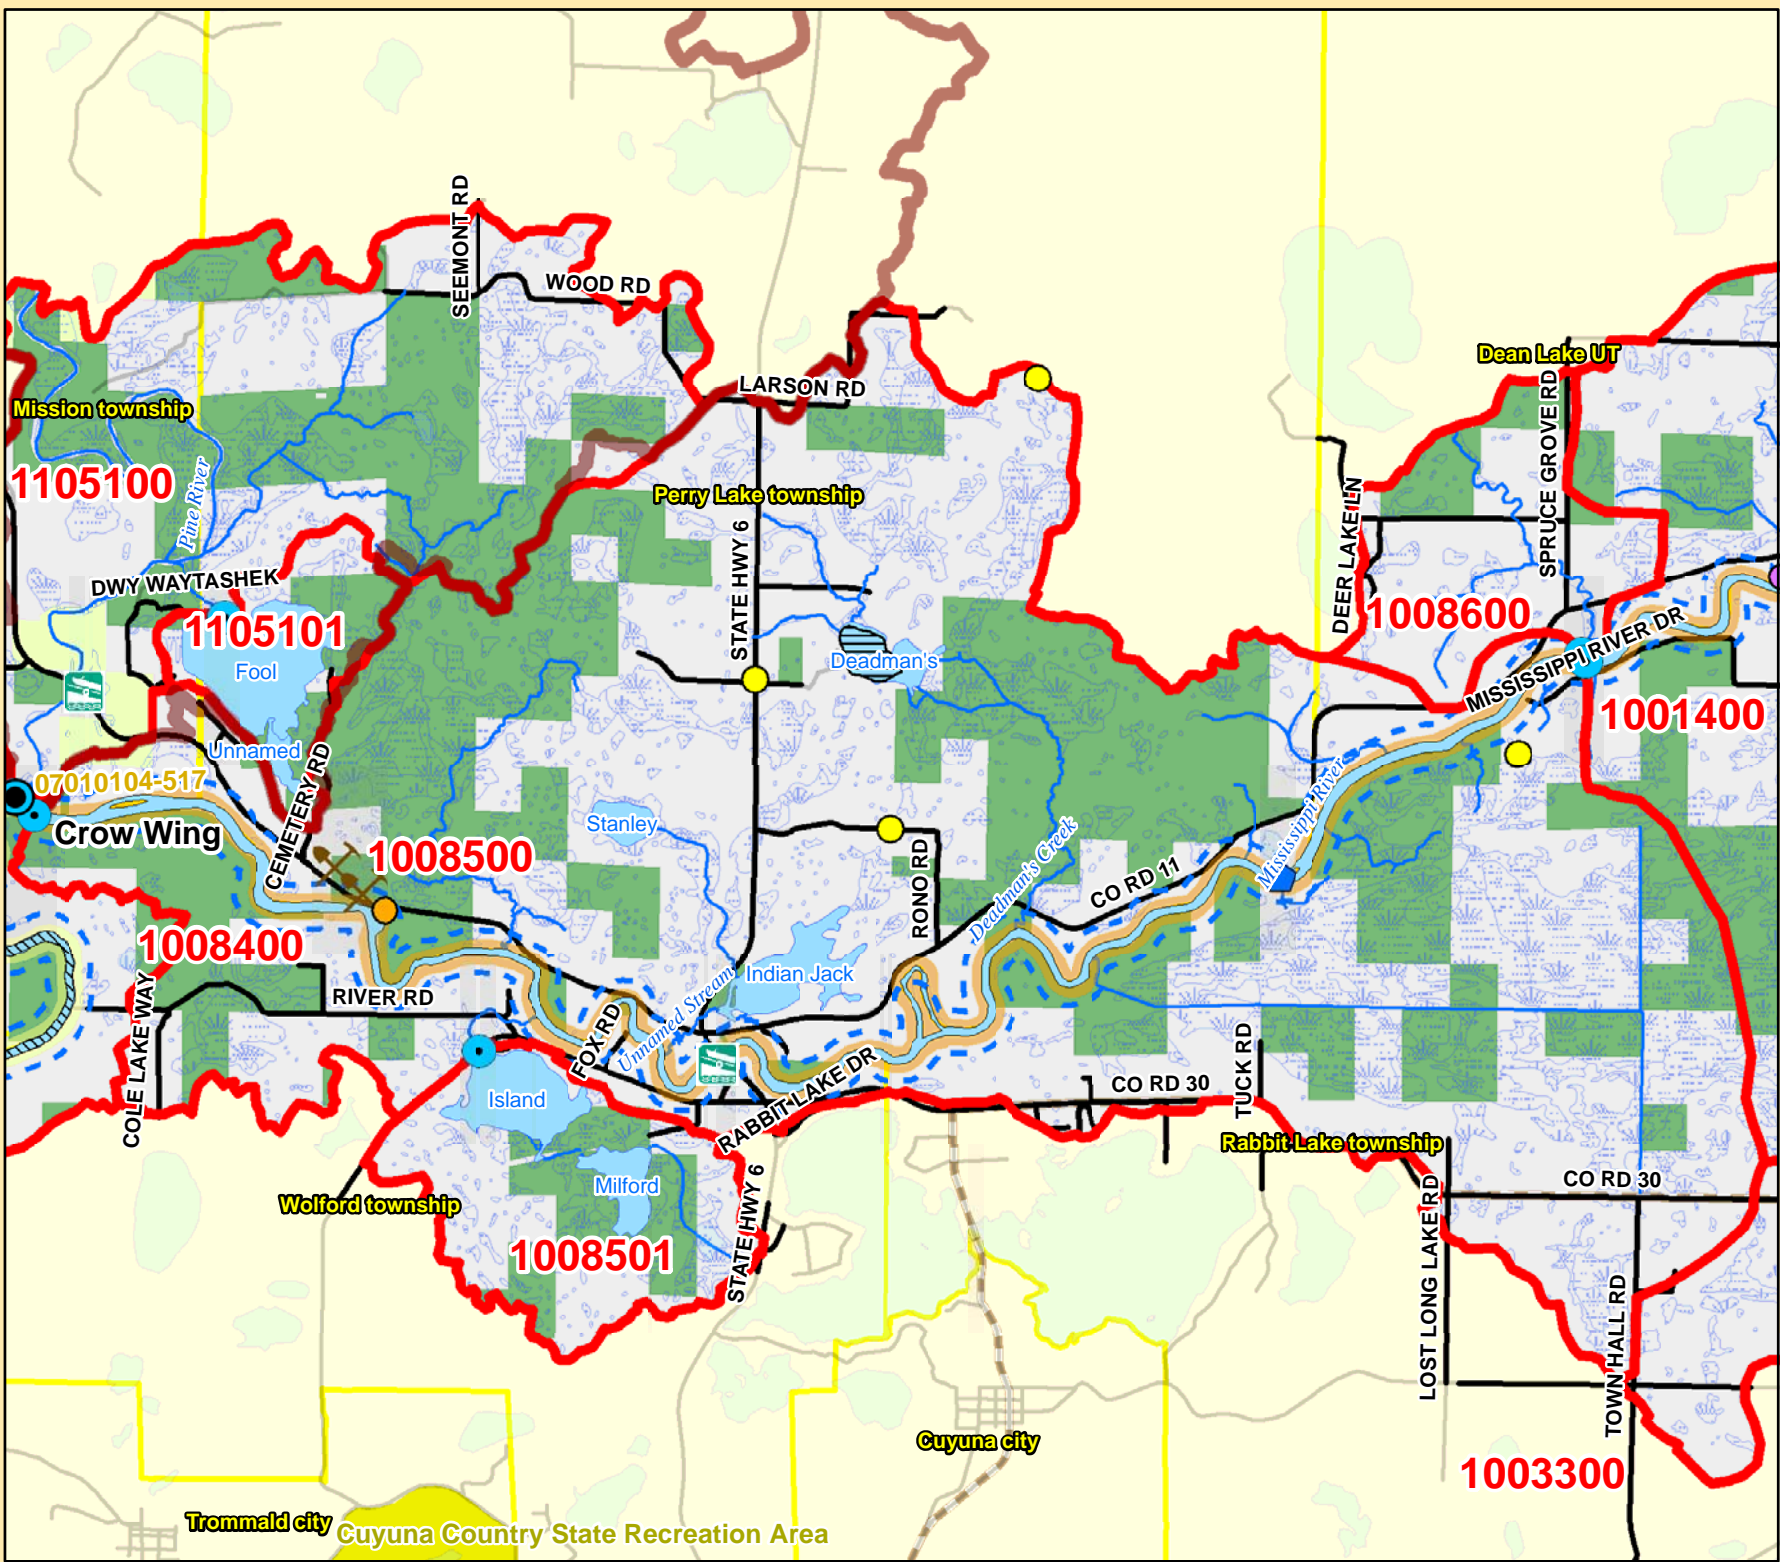 SEEMONT RD
WOOD RD
LARSON RD
Dean Lake UT
SPRUCE GROVE RD
Mission township
1105100
Pine River
Perry Lake township
STATE HWY 6
DEER LAKE LN
DWY WAYTASHEK
1105101
1008600
Fool
Deadman's
MISSISSIPPI RIVER DR
1001400
Unnamed
07010104-517
Crow Wing
CEMETERY RD
1008500
Stanley
Mississippi River
RONO RD
Deadman's Creek
CO RD 11
1008400
Indian Jack
COLE LAKE WAY
RIVER RD
FOX RD
Unnamed Stream
RABBIT LAKE DR
Island
CO RD 30
TUCK RD
Rabbit Lake township
Wolford township
Milford
1008501
STATE HWY 6
CO RD 30
LOST LONG LAKE RD
TOWN HALL RD
Cuyuna city
1003300
Trommald city
Cuyuna Country State Recreation Area